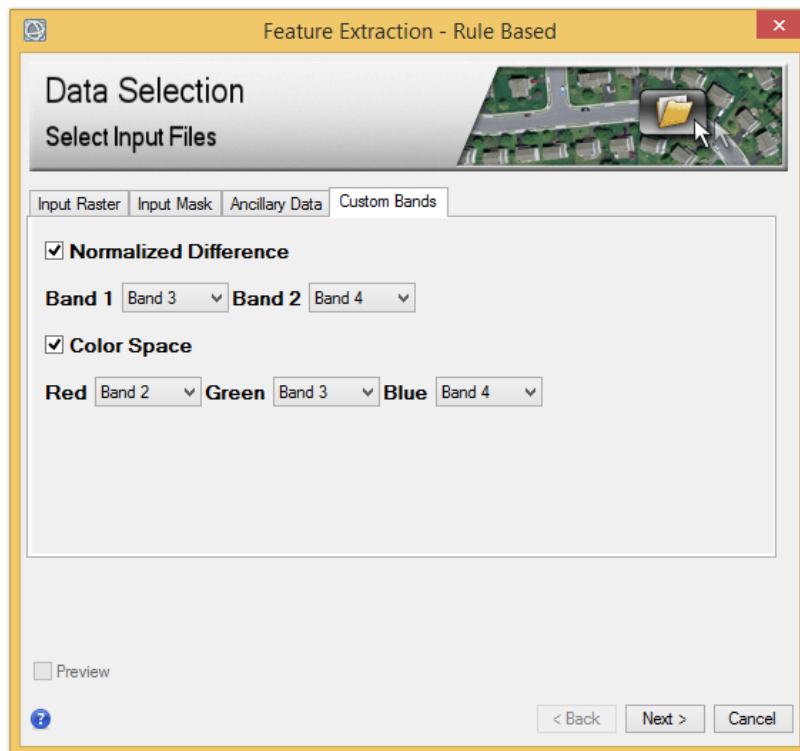 Feature Extraction - Rule Based
Data Selection
Select Input Files
Input Raster Input Mask Ancillary Data Custom Bands
Normalized Difference
Band 1 Band 3 Band 2 Band 4
Color Space
Red Band 2 Green Band 3 Blue Band 4
Preview
? < Back Next > Cancel